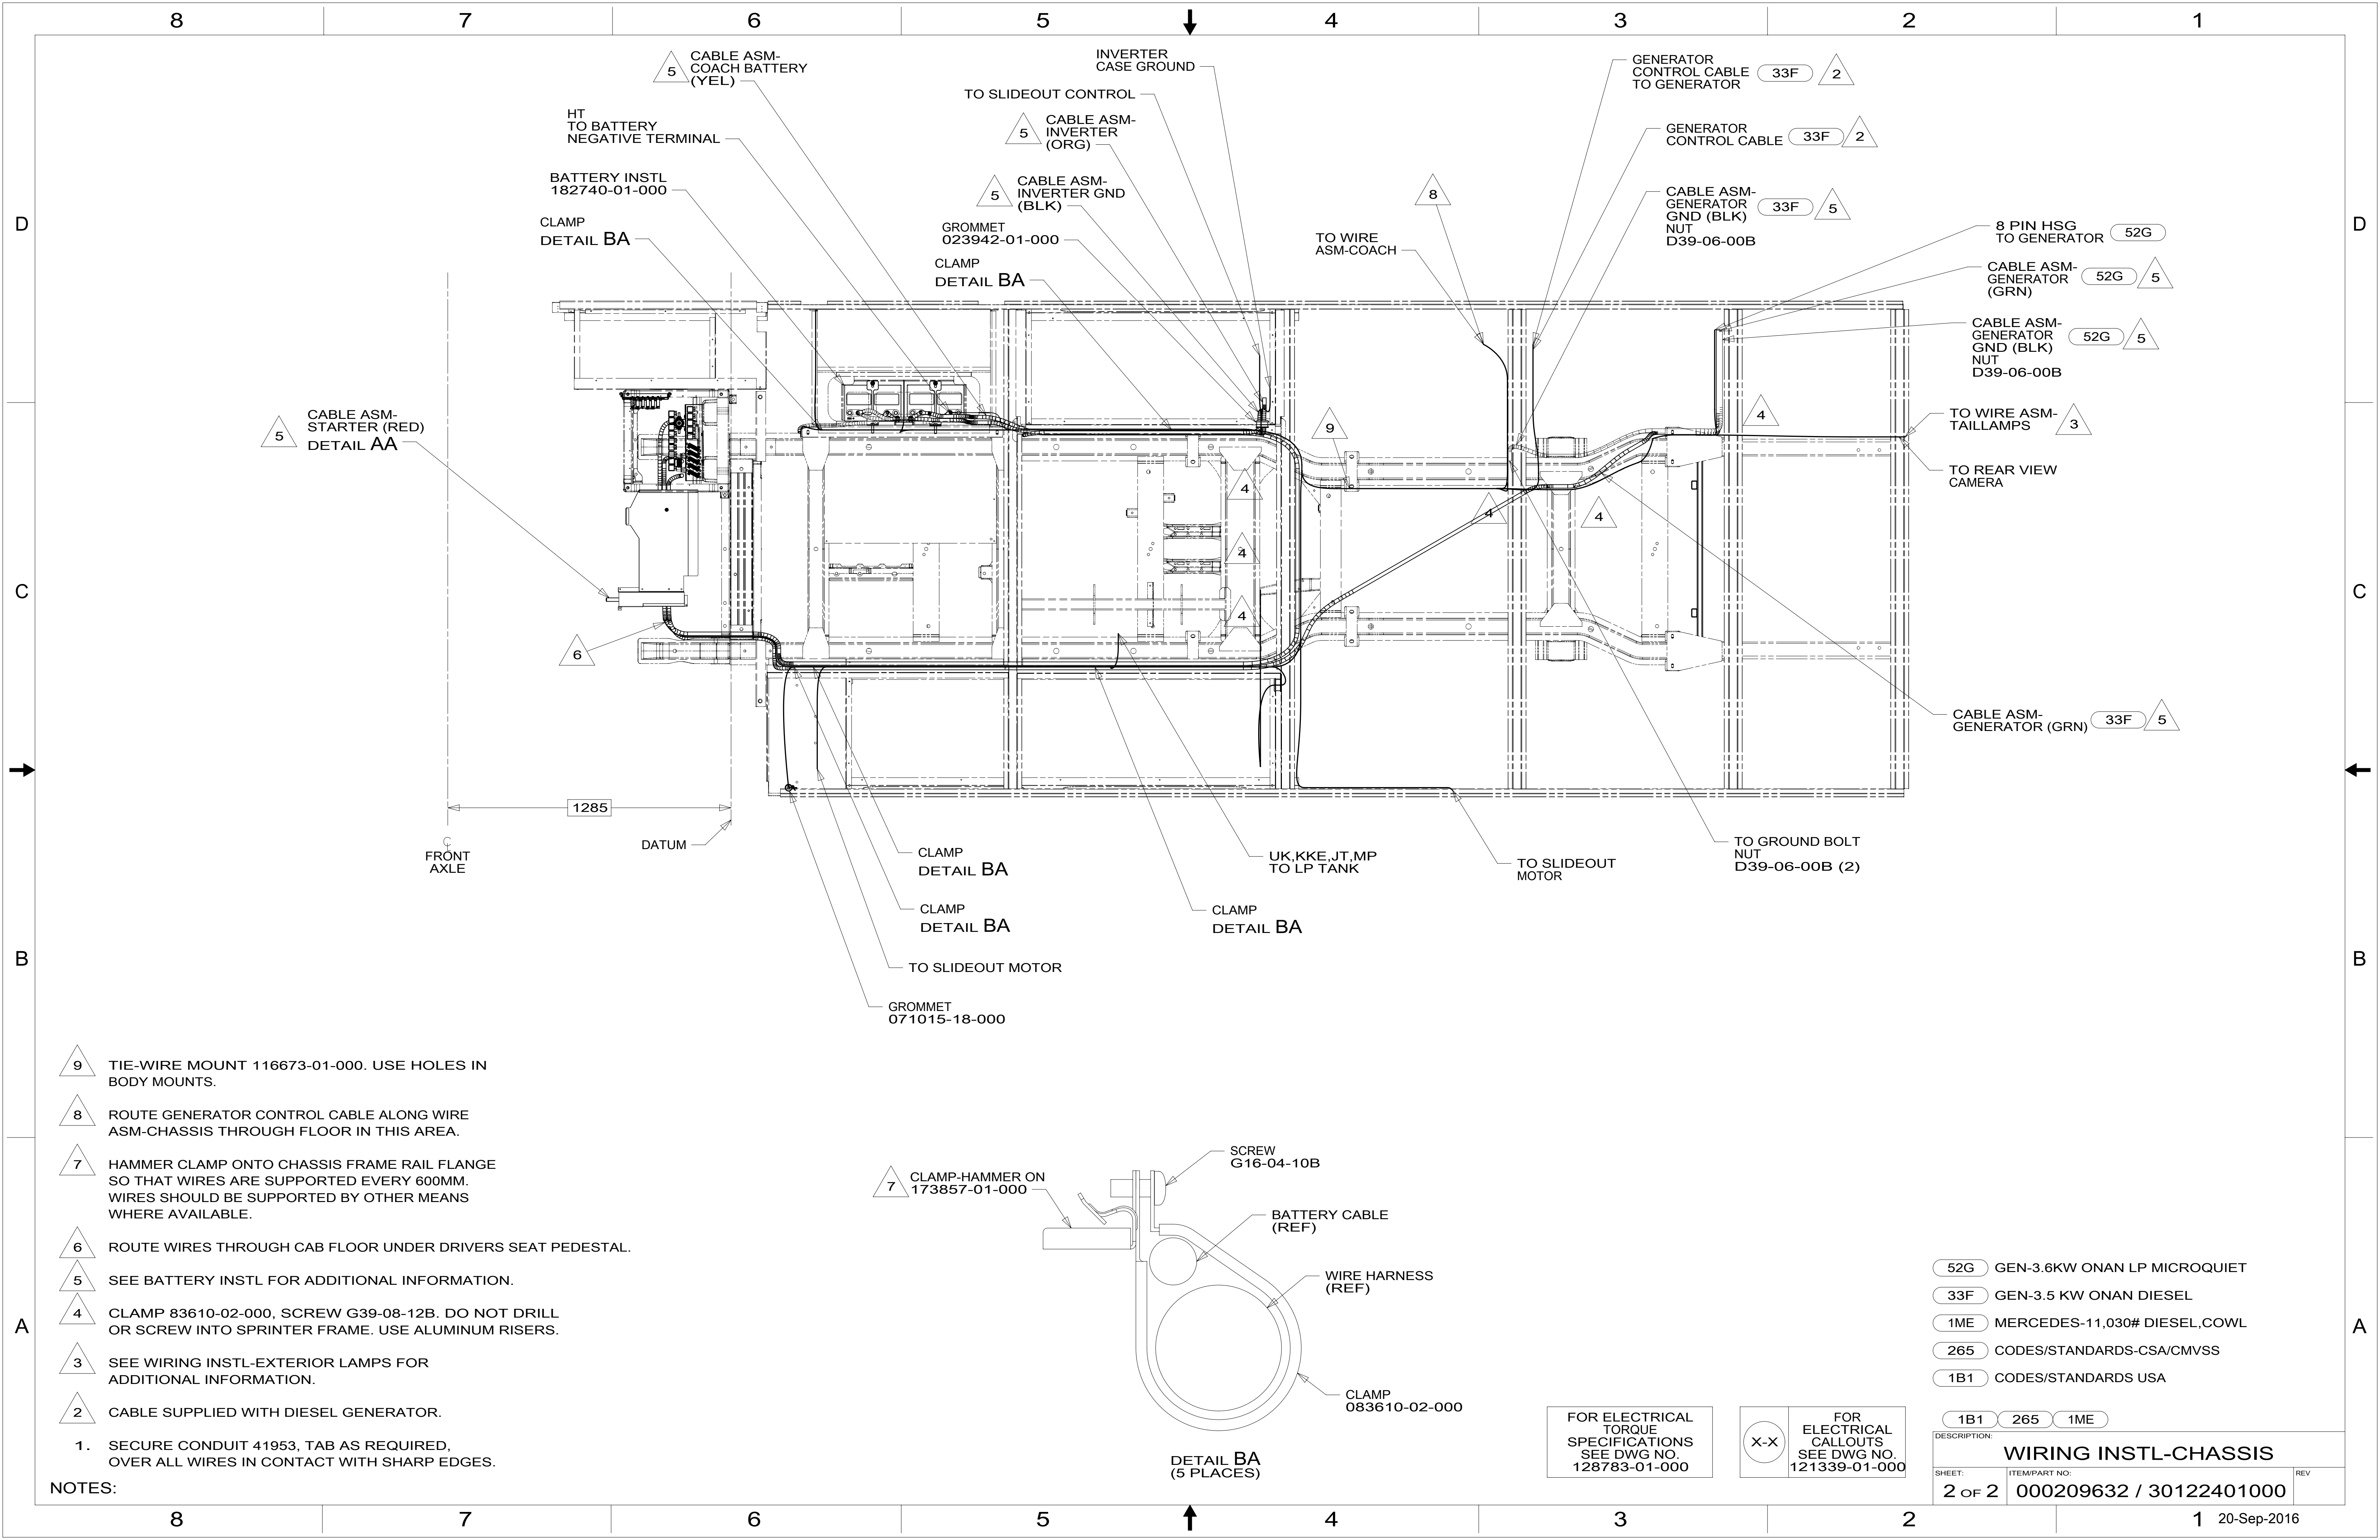 8 7 6 5 4 3 2 1
CABLE ASM-
COACH BATTERY
(YEL)
5
HT
TO BATTERY
NEGATIVE TERMINAL
BATTERY INSTL
182740-01-000
CLAMP
DETAIL BA
INVERTER
CASE GROUND
TO SLIDEOUT CONTROL
5
CABLE ASM-
INVERTER
(ORG)
5
CABLE ASM-
INVERTER GND
(BLK)
GROMMET
023942-01-000
CLAMP
DETAIL BA
GENERATOR
CONTROL CABLE
TO GENERATOR
33F
2
GENERATOR
CONTROL CABLE
33F
2
8
TO WIRE
ASM-COACH
CABLE ASM-
GENERATOR
GND (BLK)
NUT
D39-06-00B
33F
5
8 PIN HSG
TO GENERATOR
52G
CABLE ASM-
GENERATOR
(GRN)
52G
5
CABLE ASM-
GENERATOR
GND (BLK)
NUT
D39-06-00B
52G
5
D
D
5
CABLE ASM-
STARTER (RED)
DETAIL AA
9
4
TO WIRE ASM-
TAILLAMPS
3
TO REAR VIEW
CAMERA
4
4
4
4
4
C
C
6
CABLE ASM-
GENERATOR (GRN)
33F
5
1285
DATUM
FRONT
AXLE
CLAMP
DETAIL BA
CLAMP
DETAIL BA
TO SLIDEOUT MOTOR
GROMMET
071015-18-000
UK,KKE,JT,MP
TO LP TANK
CLAMP
DETAIL BA
TO SLIDEOUT
MOTOR
TO GROUND BOLT
NUT
D39-06-00B (2)
B
B
9 TIE-WIRE MOUNT 116673-01-000. USE HOLES IN
BODY MOUNTS.
8 ROUTE GENERATOR CONTROL CABLE ALONG WIRE
ASM-CHASSIS THROUGH FLOOR IN THIS AREA.
7 HAMMER CLAMP ONTO CHASSIS FRAME RAIL FLANGE
SO THAT WIRES ARE SUPPORTED EVERY 600MM.
WIRES SHOULD BE SUPPORTED BY OTHER MEANS
WHERE AVAILABLE.
6 ROUTE WIRES THROUGH CAB FLOOR UNDER DRIVERS SEAT PEDESTAL.
5 SEE BATTERY INSTL FOR ADDITIONAL INFORMATION.
4 CLAMP 83610-02-000, SCREW G39-08-12B. DO NOT DRILL
OR SCREW INTO SPRINTER FRAME. USE ALUMINUM RISERS.
3 SEE WIRING INSTL-EXTERIOR LAMPS FOR
ADDITIONAL INFORMATION.
2 CABLE SUPPLIED WITH DIESEL GENERATOR.
1. SECURE CONDUIT 41953, TAB AS REQUIRED,
OVER ALL WIRES IN CONTACT WITH SHARP EDGES.
NOTES:
7
CLAMP-HAMMER ON
173857-01-000
SCREW
G16-04-10B
BATTERY CABLE
(REF)
WIRE HARNESS
(REF)
CLAMP
083610-02-000
DETAIL BA
(5 PLACES)
A
A
52G GEN-3.6KW ONAN LP MICROQUIET
33F GEN-3.5 KW ONAN DIESEL
1ME MERCEDES-11,030# DIESEL,COWL
265 CODES/STANDARDS-CSA/CMVSS
1B1 CODES/STANDARDS USA
1B1 265 1ME
FOR ELECTRICAL
TORQUE
SPECIFICATIONS
SEE DWG NO.
128783-01-000
X-X
FOR
ELECTRICAL
CALLOUTS
SEE DWG NO.
121339-01-000
DESCRIPTION:
WIRING INSTL-CHASSIS
SHEET: ITEM/PART NO: REV
2 OF 2 000209632 / 30122401000
8 7 6 5 4 3 2 1
20-Sep-2016